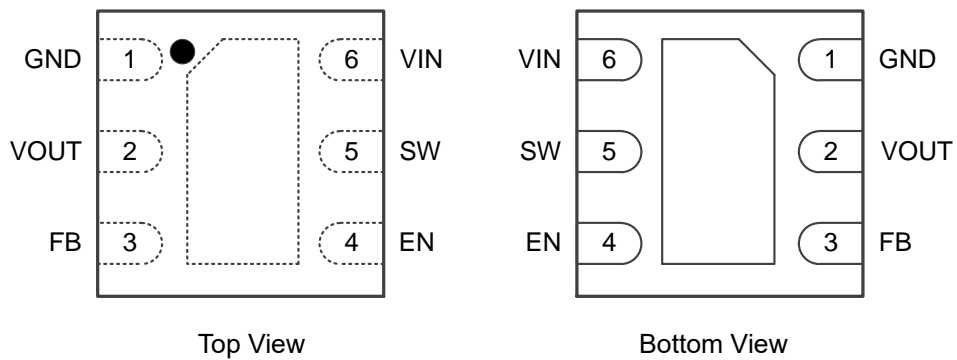 GND 1 6 VIN VIN 6 1 GND
VOUT 2 5 SW SW 5 2 VOUT
FB 3 4 EN EN 4 3 FB
Top View Bottom View